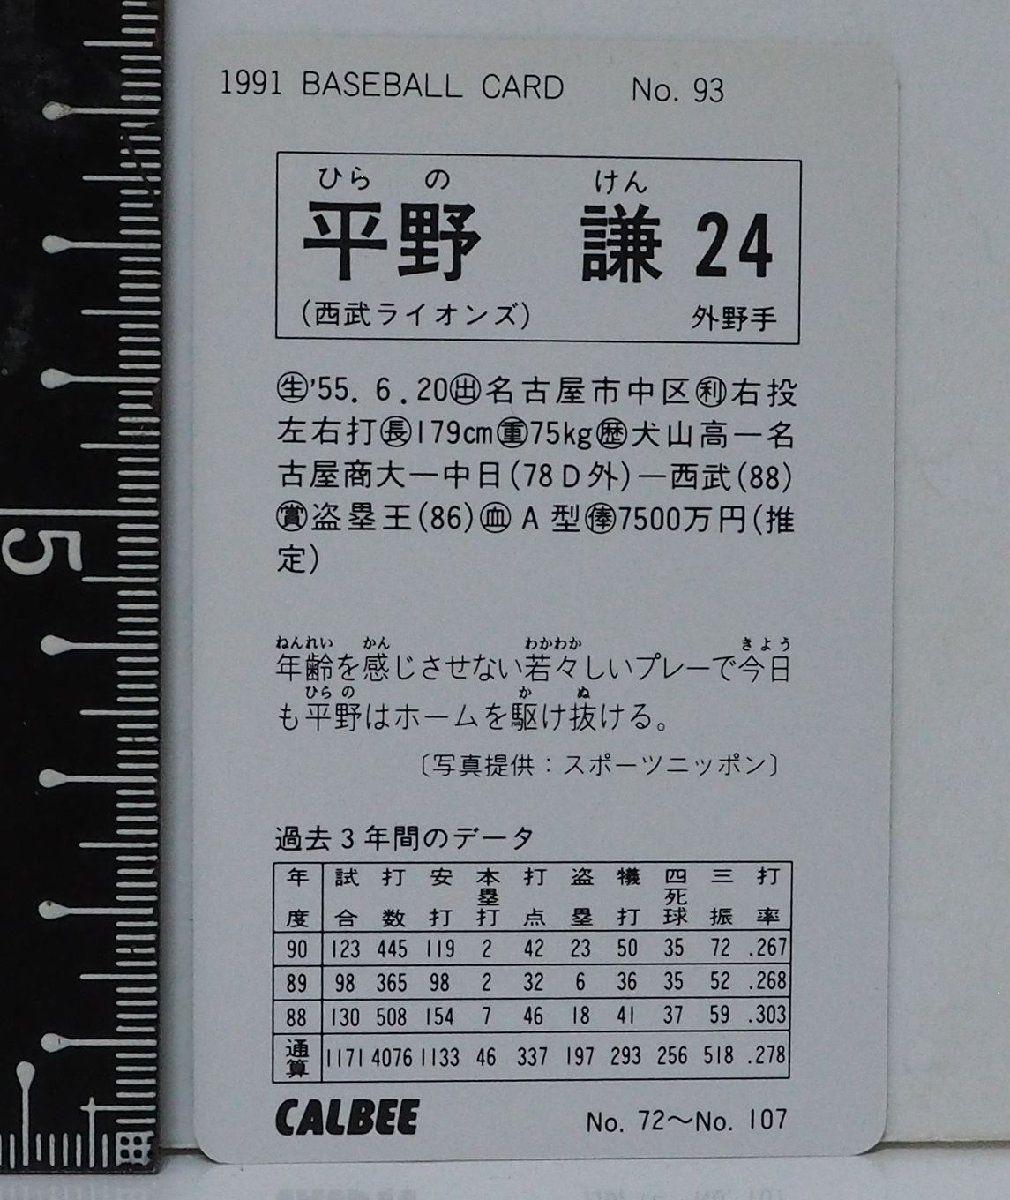 1991 BASEBALL CARD No. 93
ひら の けん
平野 謙 24
(西武ライオンズ) 外野手
㊤'55. 6. 20㊥名古屋市中区㊒右投
左右打㊐179cm㊑75kg㊓犬山高―名
古屋商大―中日(78D外)―西武(88)
賞盗塁王(86)血A型俸7500万円(推
定)
ねんれい かん わかわか きよう
年齢を感じさせない若々しいプレーで今日
ひらの か ぬ
も平野はホームを駆け抜ける。
〔写真提供：スポーツニッポン〕
過去3年間のデータ
年度 試合 打数 安打 本塁打 打点 盗塁 犠打 四死球 三振 打率
90 123 445 119 2 42 23 50 35 72 .267
89 98 365 98 2 32 6 36 35 52 .268
88 130 508 154 7 46 18 41 37 59 .303
通算 1171 4076 1133 46 337 197 293 256 518 .278
CALBEE No. 72～No. 107
5